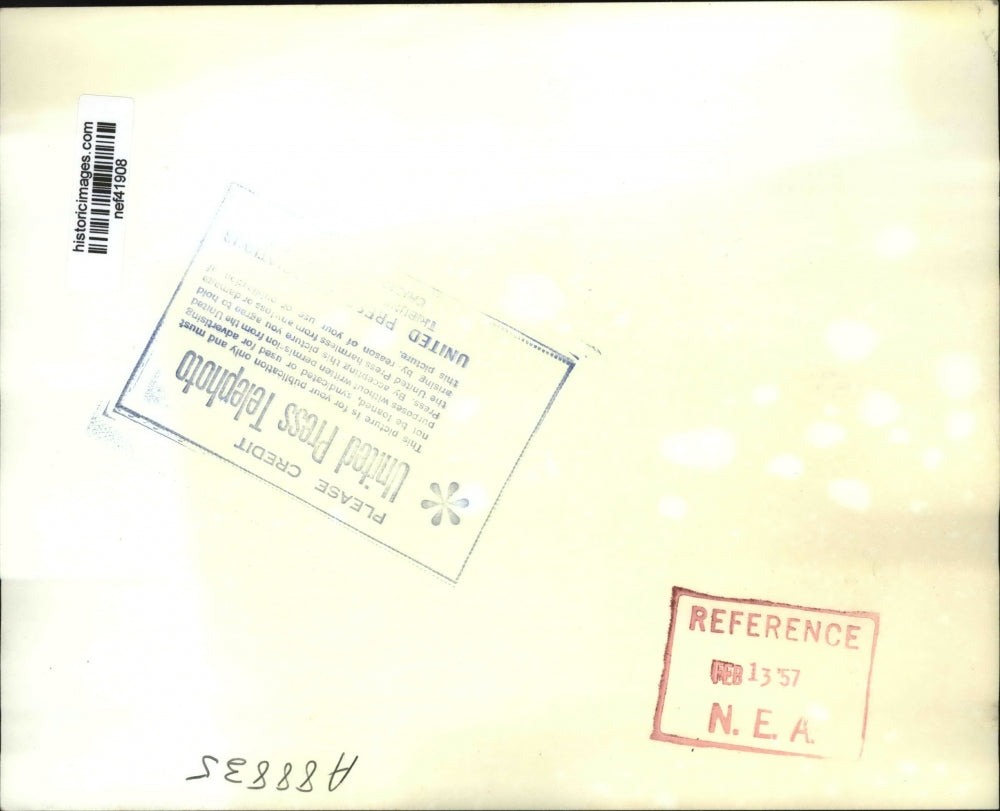 historicimages.com
nef41908
PLEASE CREDIT
United Press Telephoto
This picture is for your publication only and must
not be loaned, syndicated or used for advertising
purposes without written permission from the United
Press. By accepting this picture you agree to hold
the United Press harmless from any loss or damage
arising by reason of your use or
this picture.
UNITED
REFERENCE
FEB 13 '57
N. E. A.
A88835